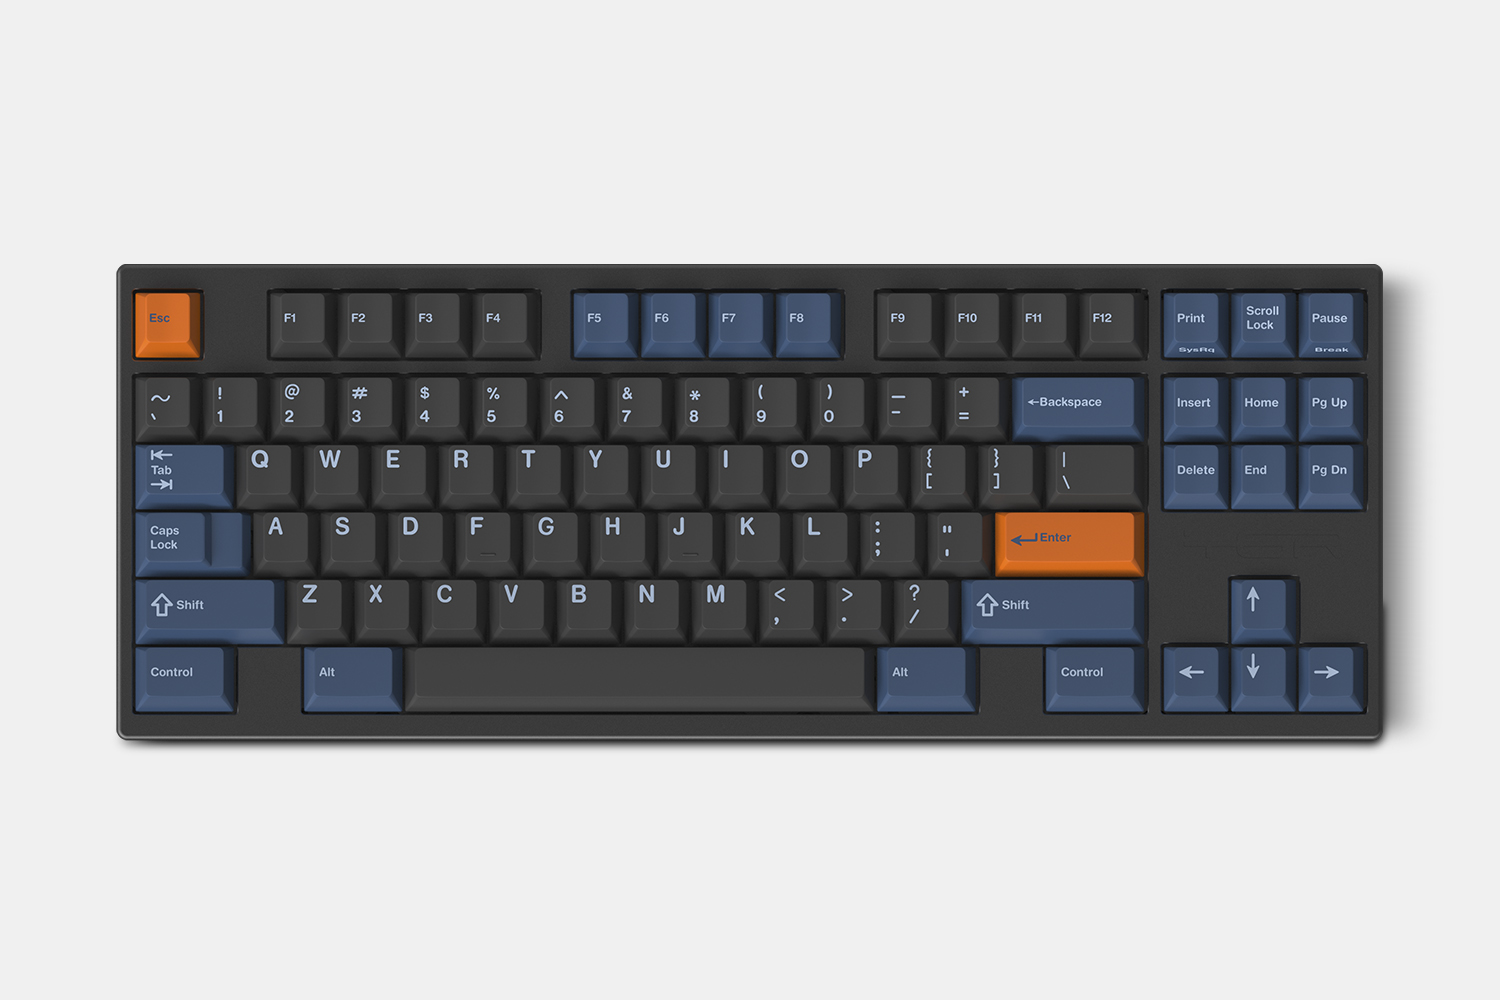 Esc F1 F2 F3 F4 F5 F6 F7 F8 F9 F10 F11 F12 Print SysRq Scroll Lock Pause Break
~ ` ! 1 @ 2 # 3 $ 4 % 5 ^ 6 & 7 * 8 ( 9 ) 0 — - + = ←Backspace Insert Home Pg Up
⇤ Tab ⇥ Q W E R T Y U I O P { [ } ] | \ Delete End Pg Dn
Caps Lock A S D F G H J K L : ; " ' ↵Enter
⇧ Shift Z X C V B N M < , > . ? / ⇧ Shift ↑
Control Alt Alt Control ← ↓ →